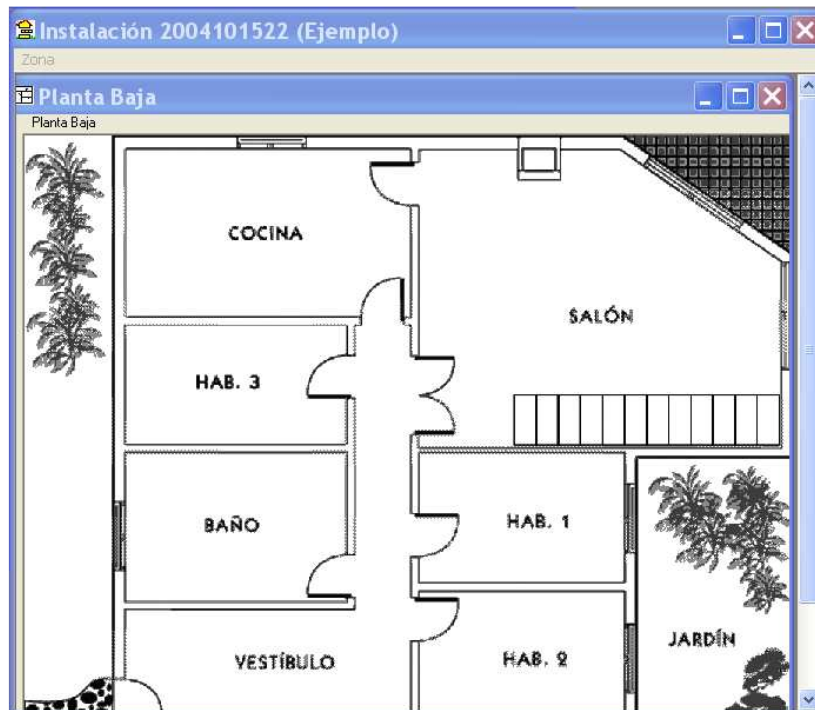 Instalación 2004101522 (Ejemplo)
Zona
Planta Baja
Planta Baja
COCINA
SALÓN
HAB. 3
BAÑO
HAB. 1
VESTÍBULO
HAB. 2
JARDÍN